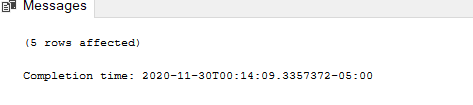 Messages
(5 rows affected)
Completion time: 2020-11-30T00:14:09.3357372-05:00